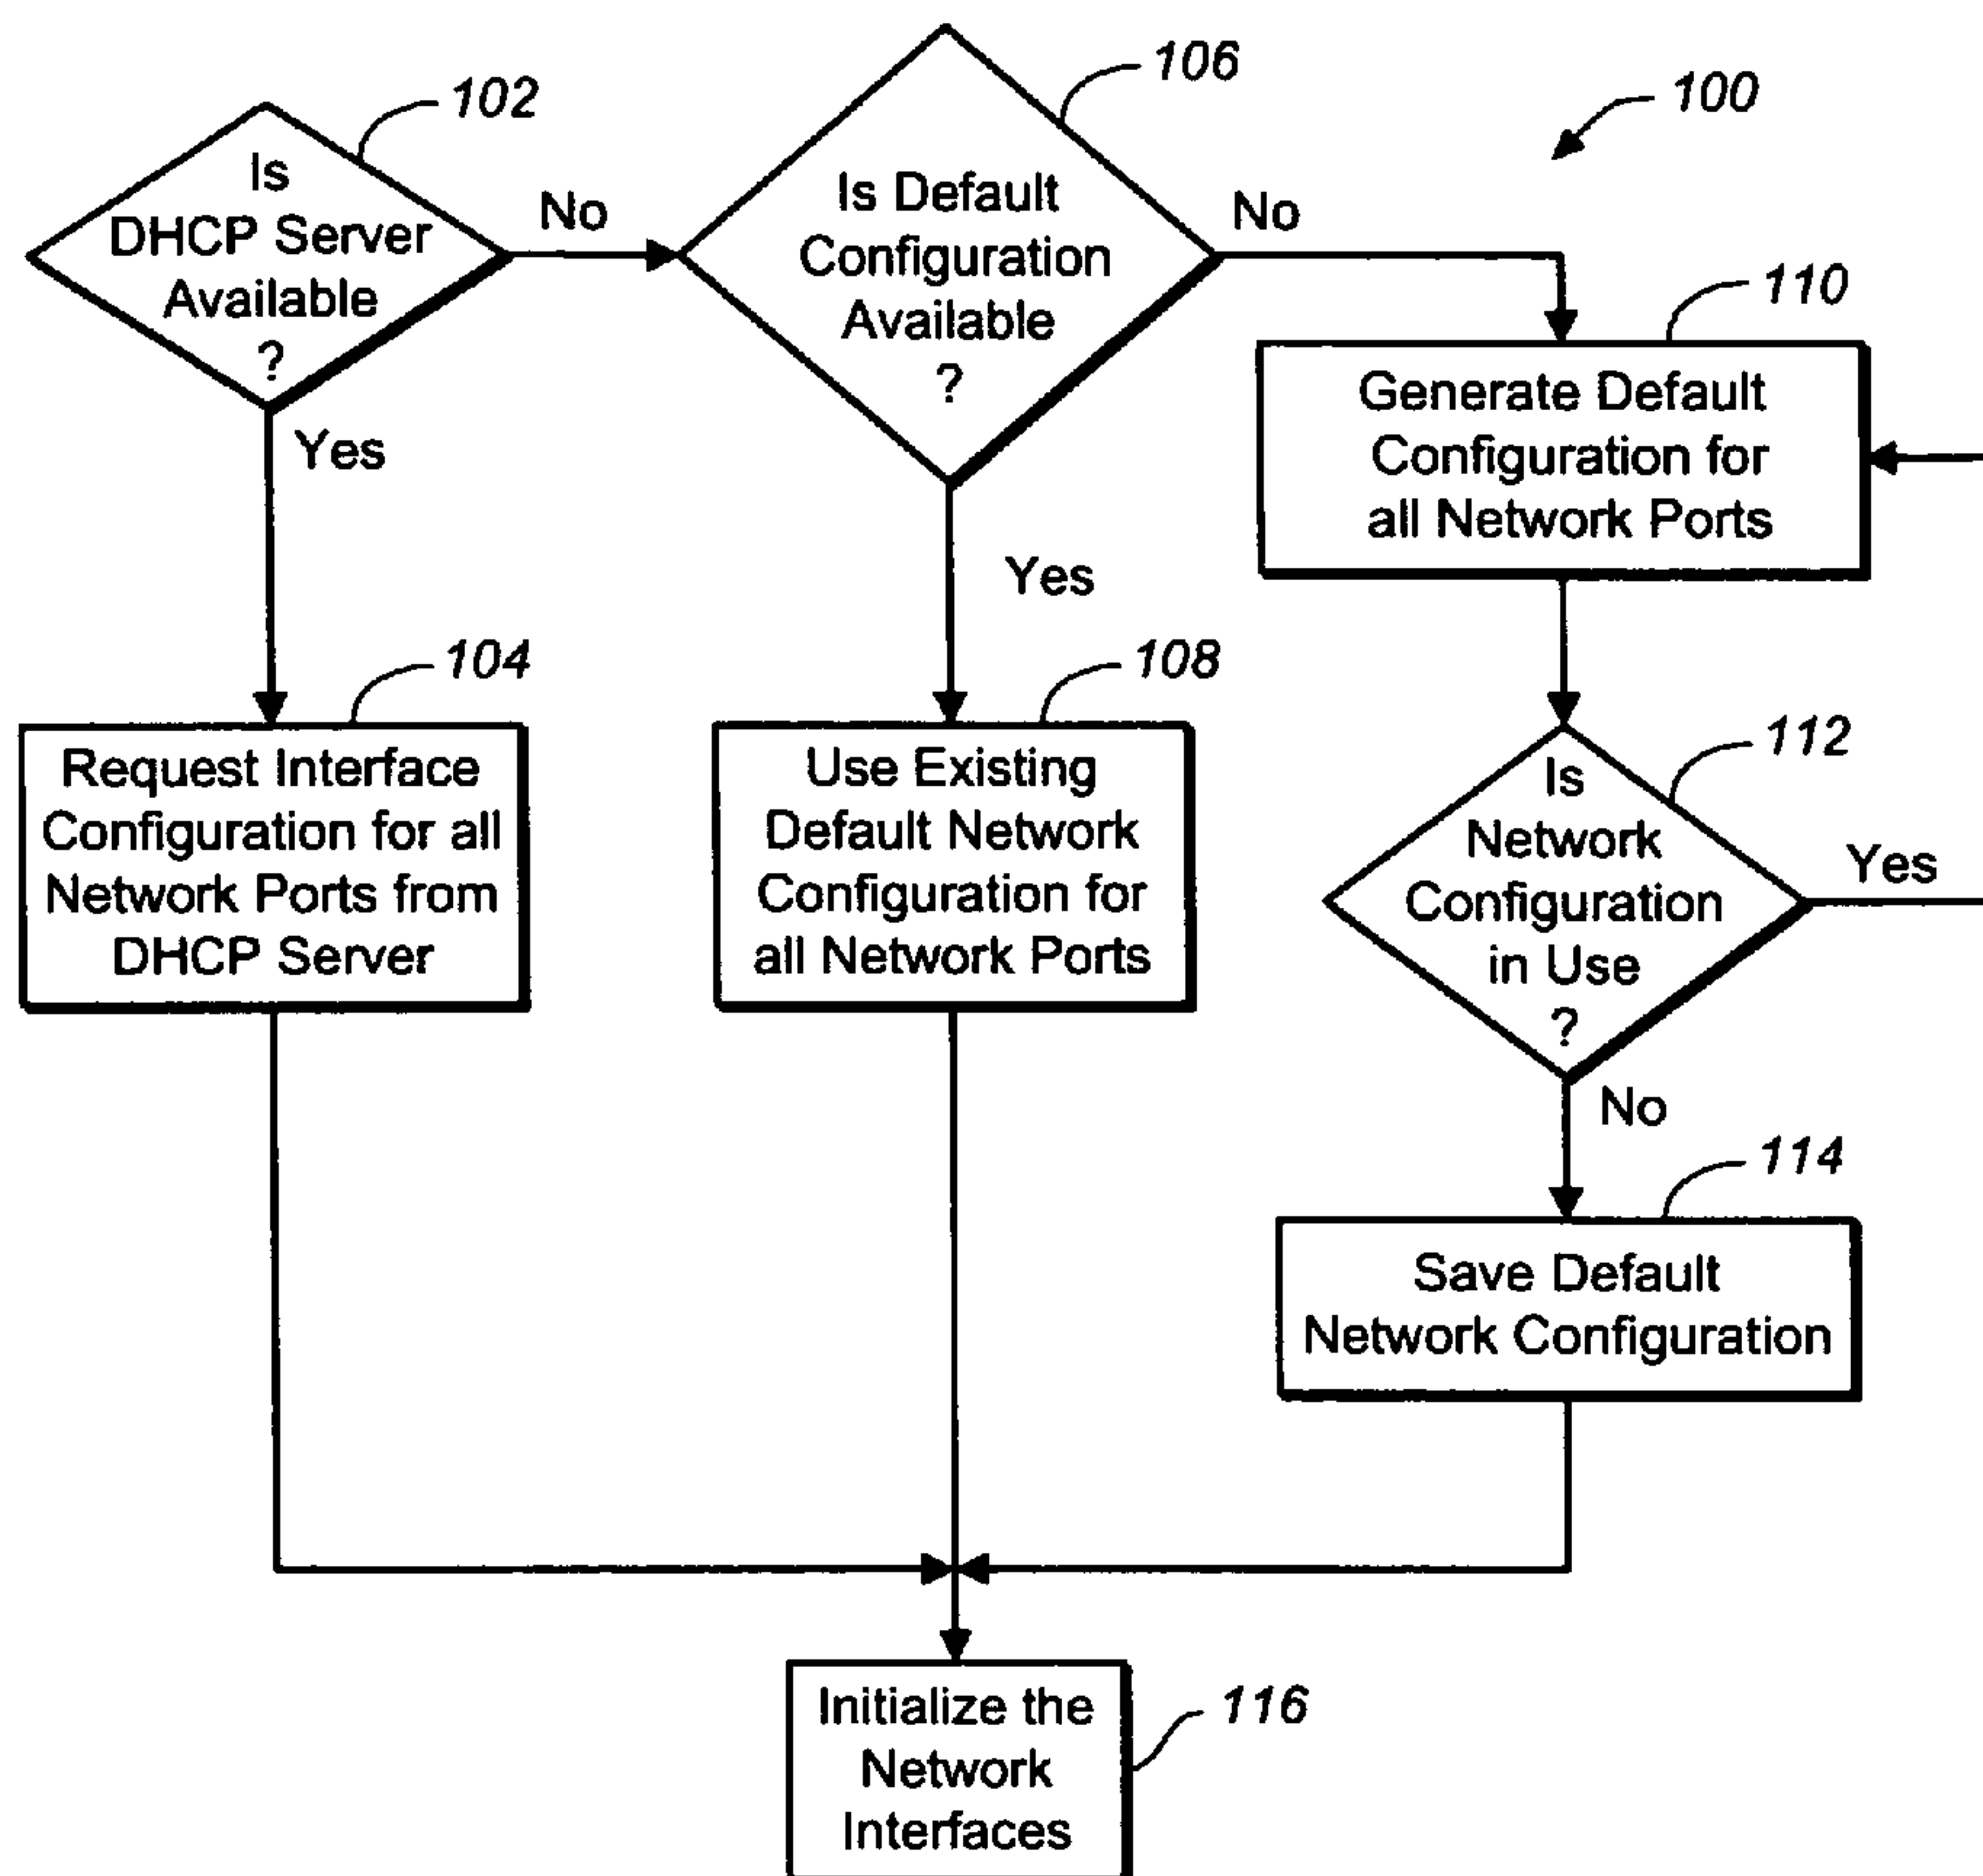 102
Is
DHCP Server
Available
?
No
Yes
106
Is Default
Configuration
Available
?
No
Yes
100
110
Generate Default
Configuration for
all Network Ports
104
Request Interface
Configuration for all
Network Ports from
DHCP Server
108
Use Existing
Default Network
Configuration for
all Network Ports
112
Is
Network
Configuration
in Use
?
Yes
No
114
Save Default
Network Configuration
116
Initialize the
Network
Interfaces